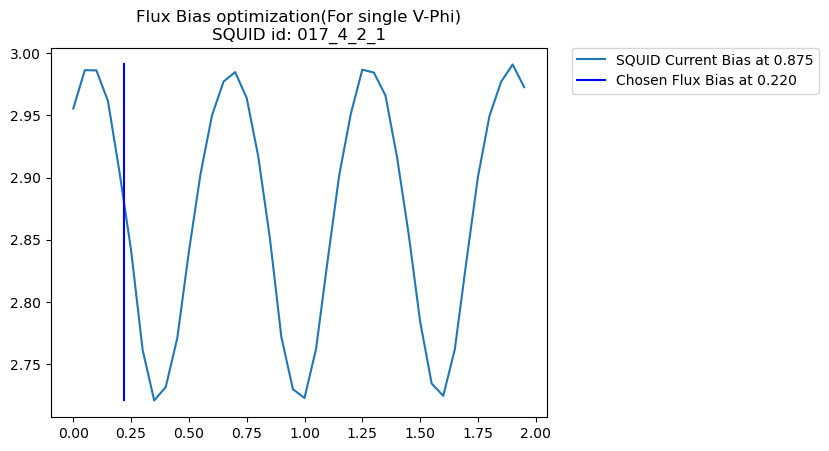 Flux Bias optimization(For single V-Phi)
SQUID id: 017_4_2_1
SQUID Current Bias at 0.875
Chosen Flux Bias at 0.220
3.00
2.95
2.90
2.85
2.80
2.75
0.00 0.25 0.50 0.75 1.00 1.25 1.50 1.75 2.00